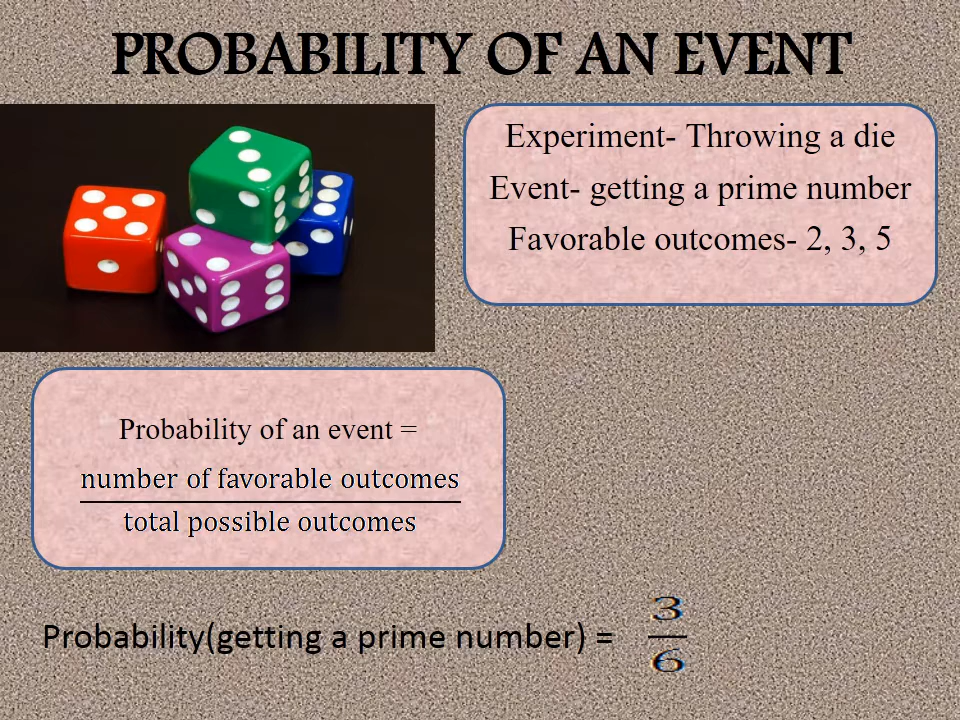 PROBABILITY OF AN EVENT
Experiment- Throwing a die
Event- getting a prime number
Favorable outcomes- 2, 3, 5
Probability of an event =
number of favorable outcomes
total possible outcomes
Probability(getting a prime number) =
3
6